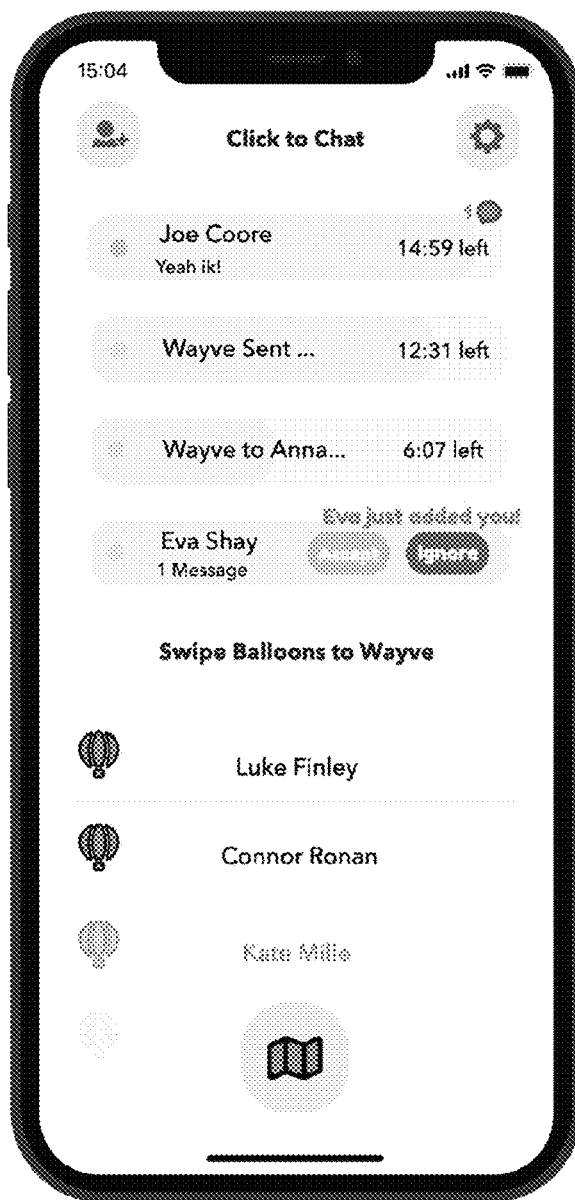 15:04
Click to Chat
1
Joe Coore
14:59 left
Yeah ik!
Wayve Sent ...
12:31 left
Wayve to Anna...
6:07 left
Eva just added you!
Eva Shay
Ignore
1 Message
Swipe Balloons to Wayve
Luke Finley
Connor Ronan
Kate Mille